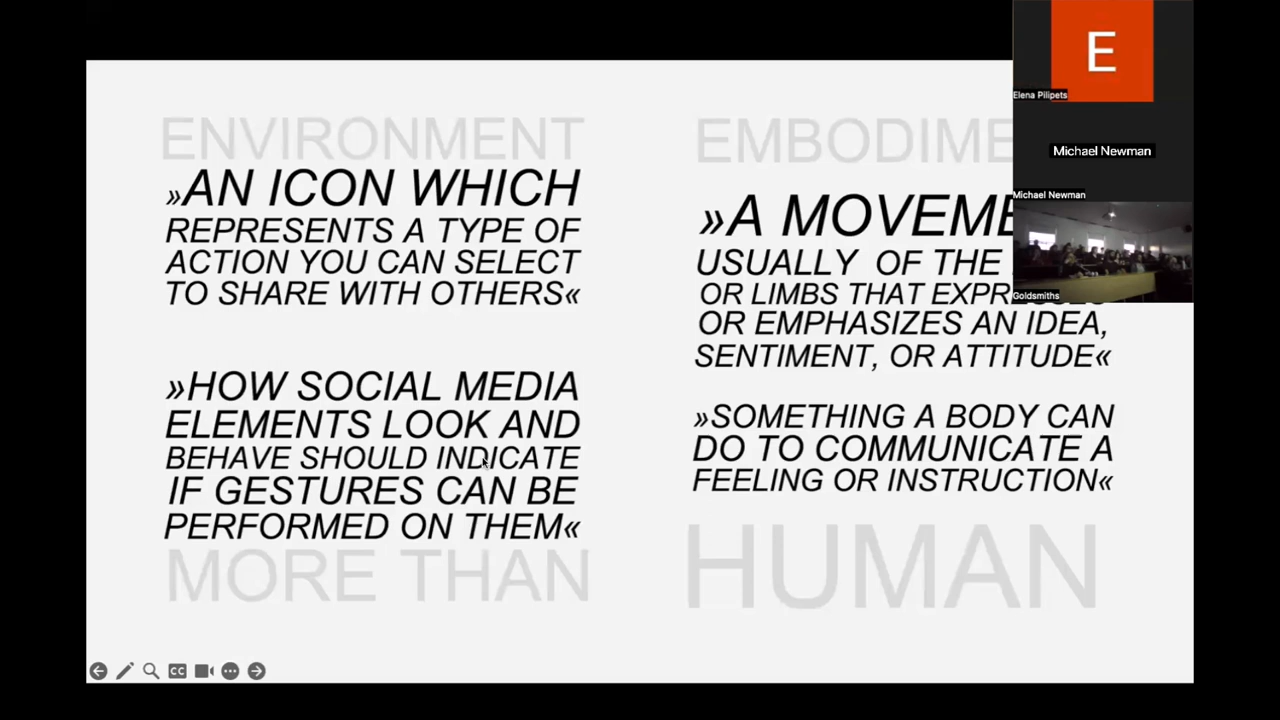 ENVIRONMENT
»AN ICON WHICH
REPRESENTS A TYPE OF
ACTION YOU CAN SELECT
TO SHARE WITH OTHERS«
»HOW SOCIAL MEDIA
ELEMENTS LOOK AND
BEHAVE SHOULD INDICATE
IF GESTURES CAN BE
PERFORMED ON THEM«
MORE THAN
»A
USUALLY OF THE
OR LIMBS THAT
OR EMPHASIZES AN IDEA,
SENTIMENT, OR ATTITUDE«
»SOMETHING A BODY CAN
DO TO COMMUNICATE A
FEELING OR INSTRUCTION«
HUMAN
E
Elena Pilipets
Michael Newman
Michael Newman
Goldsmiths
CC